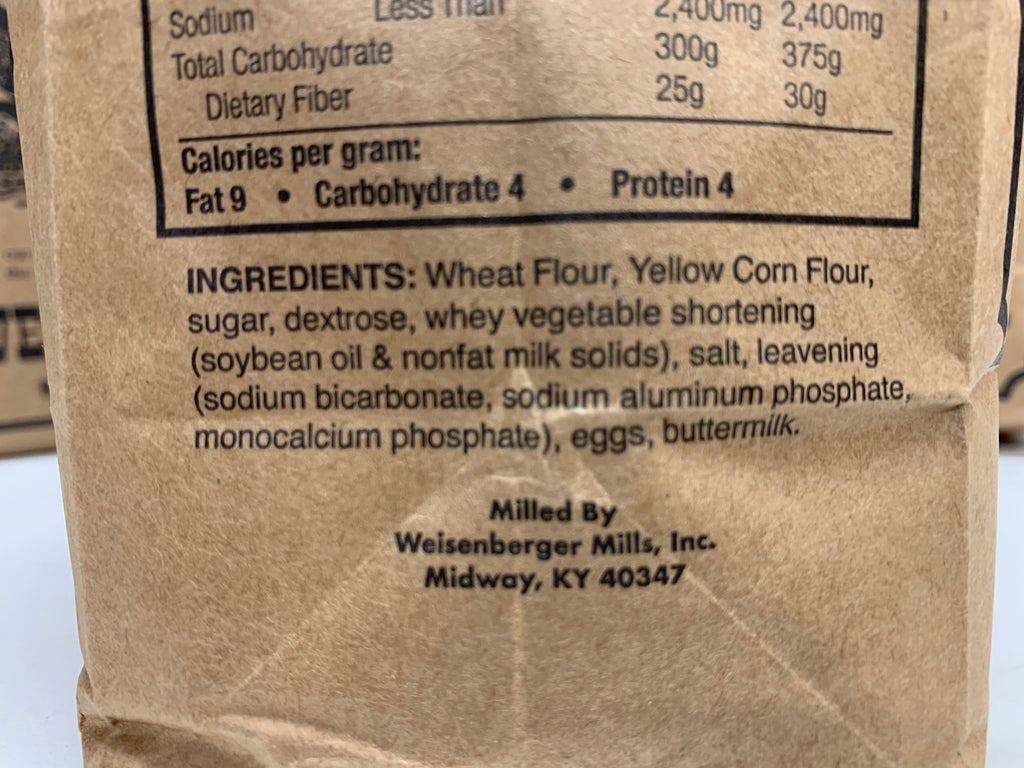 Sodium Less Than 2,400mg 2,400mg
Total Carbohydrate 300g 375g
Dietary Fiber 25g 30g
Calories per gram:
Fat 9 • Carbohydrate 4 • Protein 4
INGREDIENTS: Wheat Flour, Yellow Corn Flour,
sugar, dextrose, whey vegetable shortening
(soybean oil & nonfat milk solids), salt, leavening
(sodium bicarbonate, sodium aluminum phosphate,
monocalcium phosphate), eggs, buttermilk.
Milled By
Weisenberger Mills, Inc.
Midway, KY 40347